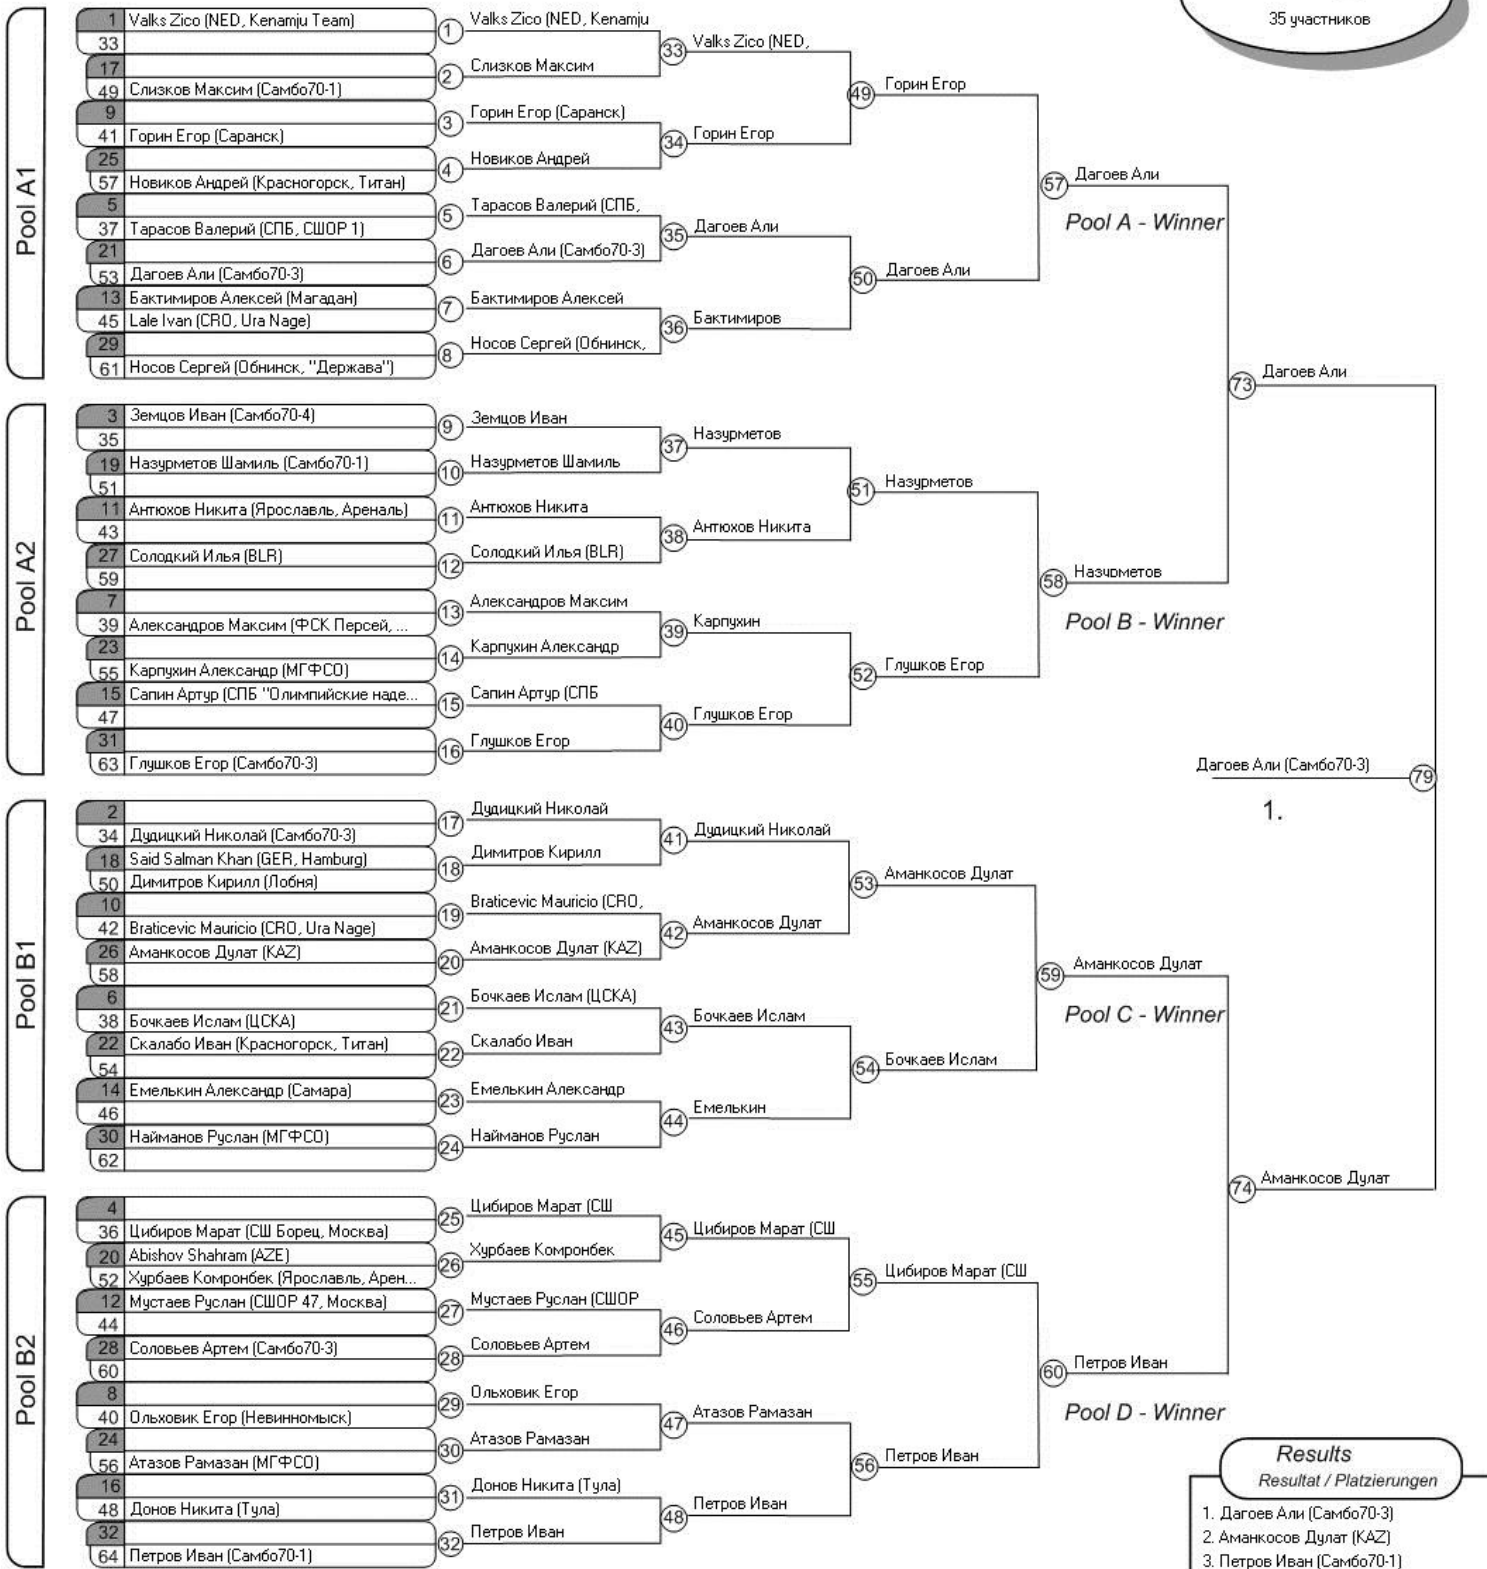 35 участников
Pool A1
1 Valks Zico (NED, Kenamju Team)
33
17
49 Слизков Максим (Самбо70-1)
9
41 Горин Егор (Саранск)
25
57 Новиков Андрей (Красногорск, Титан)
5
37 Тарасов Валерий (СПБ, СШОР 1)
21
53 Дагоев Али (Самбо70-3)
13 Бактимиров Алексей (Магадан)
45 Lale Ivan (CRO, Ura Nage)
29
61 Носов Сергей (Обнинск, "Держава")
1 Valks Zico (NED, Kenamju
2 Слизков Максим
3 Горин Егор (Саранск)
4 Новиков Андрей
5 Тарасов Валерий (СПБ,
6 Дагоев Али (Самбо70-3)
7 Бактимиров Алексей
8 Носов Сергей (Обнинск,
33 Valks Zico (NED,
34 Горин Егор
35 Дагоев Али
36 Бактимиров
49 Горин Егор
50 Дагоев Али
57 Дагоев Али
Pool A - Winner
Pool A2
3 Земцов Иван (Самбо70-4)
35
19 Назурметов Шамиль (Самбо70-1)
51
11 Антюхов Никита (Ярославль, Ареналь)
43
27 Солодкий Илья (BLR)
59
7
39 Александров Максим (ФСК Персей, ...
23
55 Карпухин Александр (МГФСО)
15 Сапин Артур (СПБ "Олимпийские наде...
47
31
63 Глушков Егор (Самбо70-3)
9 Земцов Иван
10 Назурметов Шамиль
11 Антюхов Никита
12 Солодкий Илья (BLR)
13 Александров Максим
14 Карпухин Александр
15 Сапин Артур (СПБ
16 Глушков Егор
37 Назурметов
38 Антюхов Никита
39 Карпухин
40 Глушков Егор
51 Назурметов
52 Глушков Егор
58 Назурметов
Pool B - Winner
73 Дагоев Али
Дагоев Али (Самбо70-3) 79
1.
Pool B1
2
34 Дудицкий Николай (Самбо70-3)
18 Said Salman Khan (GER, Hamburg)
50 Димитров Кирилл (Лобня)
10
42 Braticevic Mauricio (CRO, Ura Nage)
26 Аманкосов Дулат (KAZ)
58
6
38 Бочкаев Ислам (ЦСКА)
22 Скалабо Иван (Красногорск, Титан)
54
14 Емелькин Александр (Самара)
46
30 Найманов Руслан (МГФСО)
62
17 Дудицкий Николай
18 Димитров Кирилл
19 Braticevic Mauricio (CRO,
20 Аманкосов Дулат (KAZ)
21 Бочкаев Ислам (ЦСКА)
22 Скалабо Иван
23 Емелькин Александр
24 Найманов Руслан
41 Дудицкий Николай
42 Аманкосов Дулат
43 Бочкаев Ислам
44 Емелькин
53 Аманкосов Дулат
54 Бочкаев Ислам
59 Аманкосов Дулат
Pool C - Winner
74 Аманкосов Дулат
Pool B2
4
36 Цибиров Марат (СШ Борец, Москва)
20 Abishov Shahram (AZE)
52 Хурбаев Комронбек (Ярославль, Арен...
12 Мустаев Руслан (СШОР 47, Москва)
44
28 Соловьев Артем (Самбо70-3)
60
8
40 Ольховик Егор (Невинномыск)
24
56 Атазов Рамазан (МГФСО)
16
48 Донов Никита (Тула)
32
64 Петров Иван (Самбо70-1)
25 Цибиров Марат (СШ
26 Хурбаев Комронбек
27 Мустаев Руслан (СШОР
28 Соловьев Артем
29 Ольховик Егор
30 Атазов Рамазан
31 Донов Никита (Тула)
32 Петров Иван
45 Цибиров Марат (СШ
46 Соловьев Артем
47 Атазов Рамазан
48 Петров Иван
55 Цибиров Марат (СШ
56 Петров Иван
60 Петров Иван
Pool D - Winner
Results
Resultat / Platzierungen
1. Дагоев Али (Самбо70-3)
2. Аманкосов Дулат (KAZ)
3. Петров Иван (Самбо70-1)